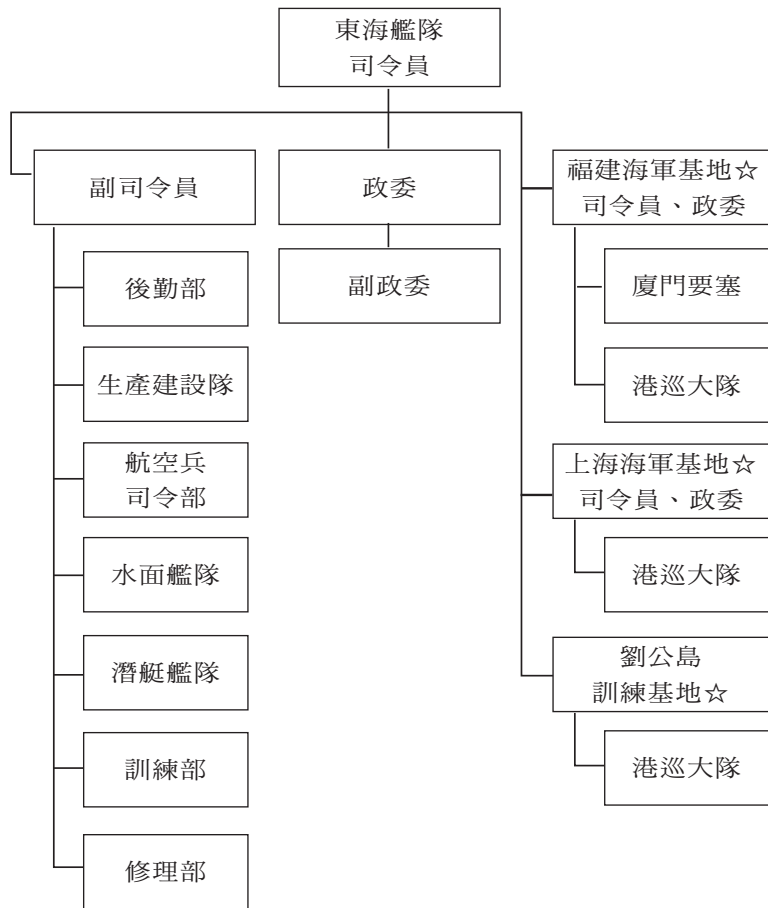 東海艦隊
司令員
副司令員
後勤部
生產建設隊
航空兵
司令部
水面艦隊
潛艇艦隊
訓練部
修理部
政委
副政委
福建海軍基地☆
司令員、政委
廈門要塞
港巡大隊
上海海軍基地☆
司令員、政委
港巡大隊
劉公島
訓練基地☆
港巡大隊